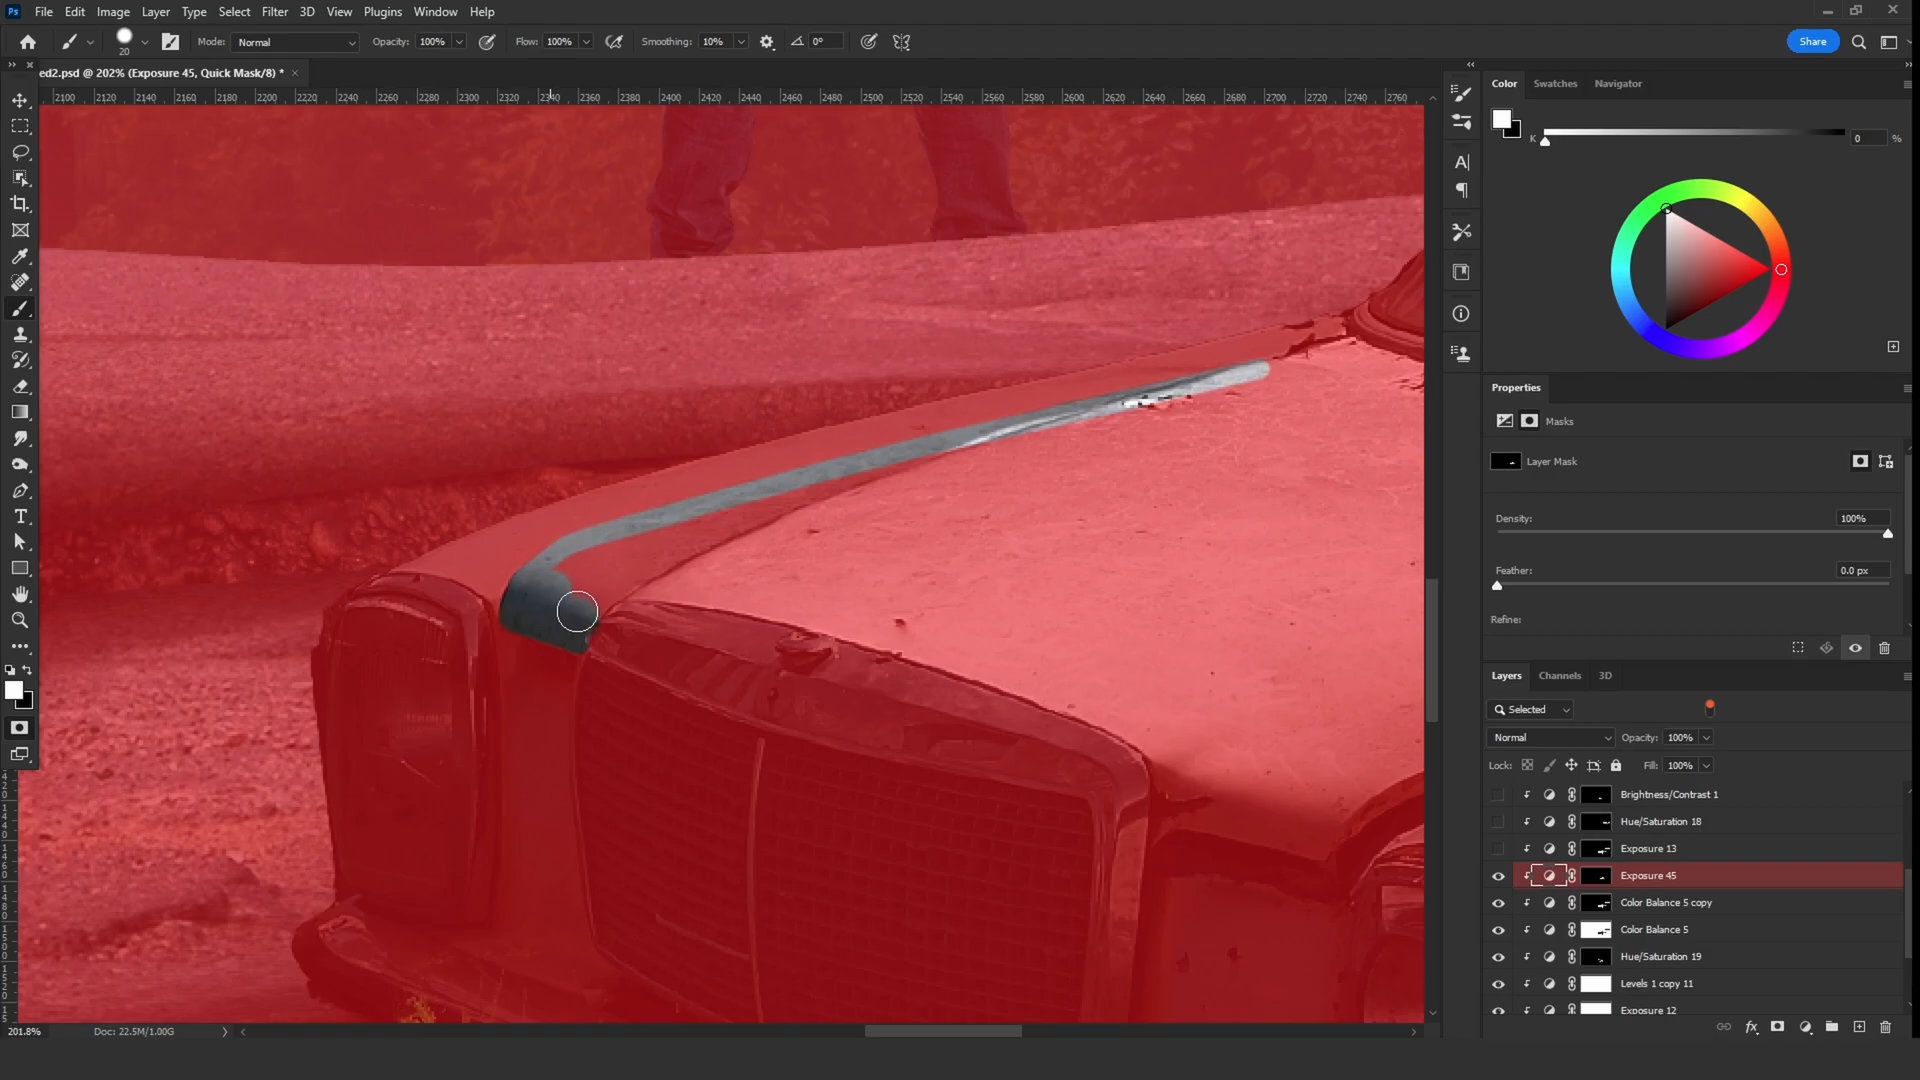 Ps File Edit Image Layer Type Select Filter 3D View Plugins Window Help
20 Mode: Normal Opacity: 100% Flow: 100% Smoothing: 10% 0° Share
ed2.psd @ 202% (Exposure 45, Quick Mask/8) *
2100 2120 2140 2160 2180 2200 2220 2240 2260 2280 2300 2320 2340 2360 2380 2400 2420 2440 2460 2480 2500 2520 2540 2560 2580 2600 2620 2640 2660 2680 2700 2720 2740 2760
Color Swatches Navigator
K 0 %
Properties
Masks
Layer Mask
Density: 100%
Feather: 0.0 px
Refine:
Layers Channels 3D
Selected
Normal Opacity: 100%
Lock: Fill: 100%
Brightness/Contrast 1
Hue/Saturation 18
Exposure 13
Exposure 45
Color Balance 5 copy
Color Balance 5
Hue/Saturation 19
Levels 1 copy 11
Exposure 12
201.8% Doc: 22.5M/1.00G